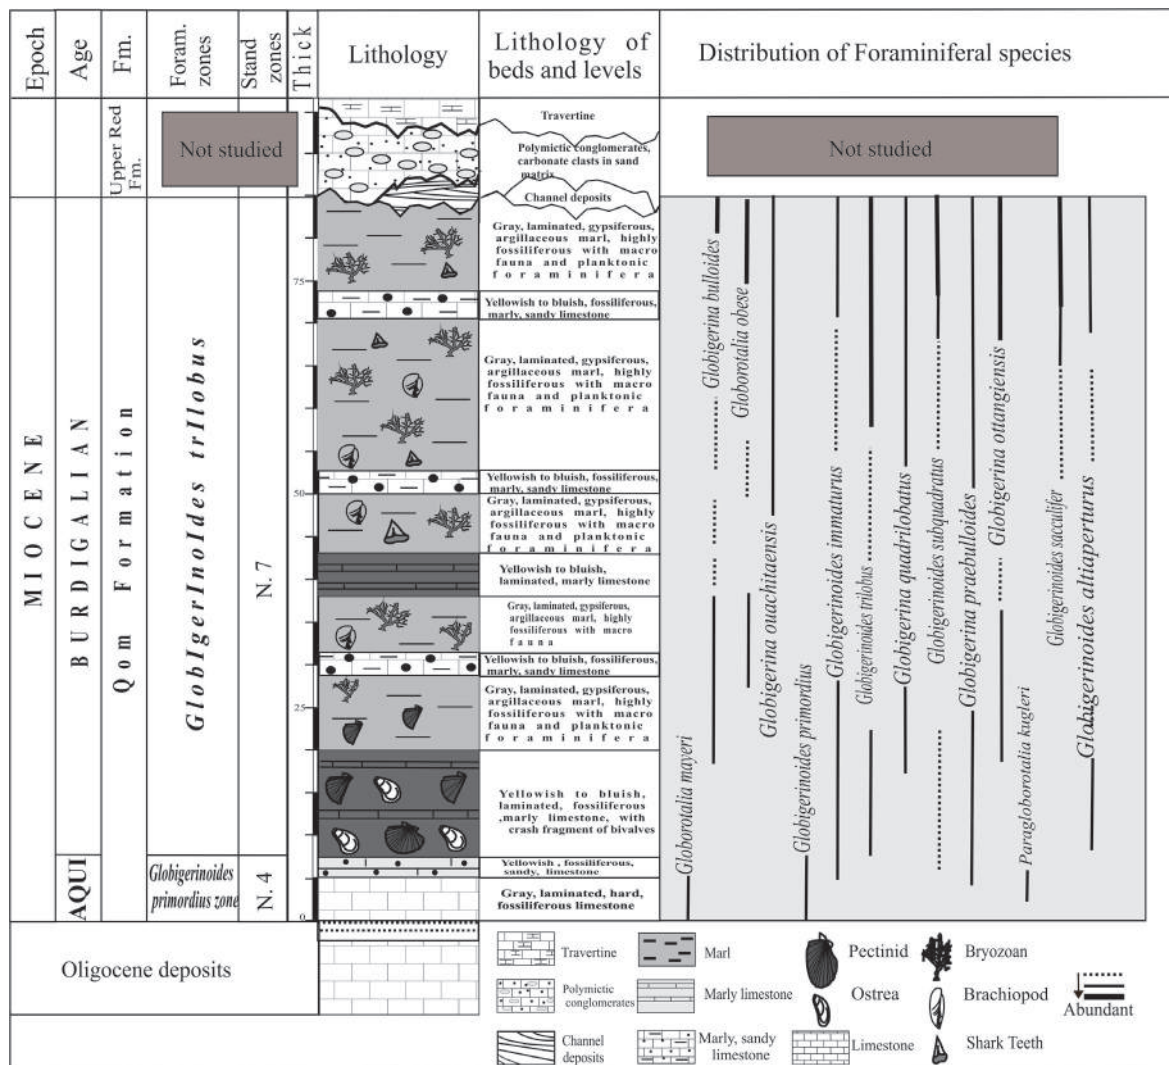 Epoch
Age
Fm.
Foram. zones
Stand zones
Thick
Lithology
Lithology of
beds and levels
Distribution of Foraminiferal species
MIOCENE
BURDIGALIAN
AQUI
Upper Red
Fm.
Qom Formation
Not studied
GlobIgerInoIdes trIlobus
Globigerinoides
primordius zone
N. 7
N. 4
75
50
25
0
Travertine
Polymictic conglomerates,
carbonate clasts in sand
matrix
Channel deposits
Gray, laminated, gypsiferous,
argillaceous marl, highly
fossiliferous with macro
fauna and planktonic
foraminifera
Yellowish to bluish, fossiliferous,
marly, sandy limestone
Gray, laminated, gypsiferous,
argillaceous marl, highly
fossiliferous with macro
fauna and planktonic
foraminifera
Yellowish to bluish, fossiliferous,
marly, sandy limestone
Gray, laminated, gypsiferous,
argillaceous marl, highly
fossiliferous with macro
fauna and planktonic
foraminifera
Yellowish to bluish,
laminated, marly limestone
Gray, laminated, gypsiferous,
argillaceous marl, highly
fossiliferous with macro
fauna
Yellowish to bluish, fossiliferous,
marly, sandy limestone
Gray, laminated, gypsiferous,
argillaceous marl, highly
fossiliferous with macro
fauna and planktonic
foraminifera
Yellowish to bluish,
laminated, fossiliferous
,marly limestone, with
crash fragment of bivalves
Yellowish , fossiliferous,
sandy, limestone
Gray, laminated, hard,
fossiliferous limestone
Not studied
Globorotalia mayeri
Globigerina bulloides
Globorotalia obese
Globigerina ouachitaensis
Globigerinoides primordius
Globigerinoides immaturus
Globigerinoides trilobus
Globigerina quadrilobatus
Globigerinoides subquadratus
Globigerina praebulloides
Globigerina ottangiensis
Paragloborotalia kugleri
Globigerinoides sacculifer
Globigerinoides altiaperturus
Oligocene deposits
Travertine
Polymictic
conglomerates
Channel
deposits
Marl
Marly limestone
Marly, sandy
limestone
Limestone
Pectinid
Ostrea
Bryozoan
Brachiopod
Shark Teeth
Abundant